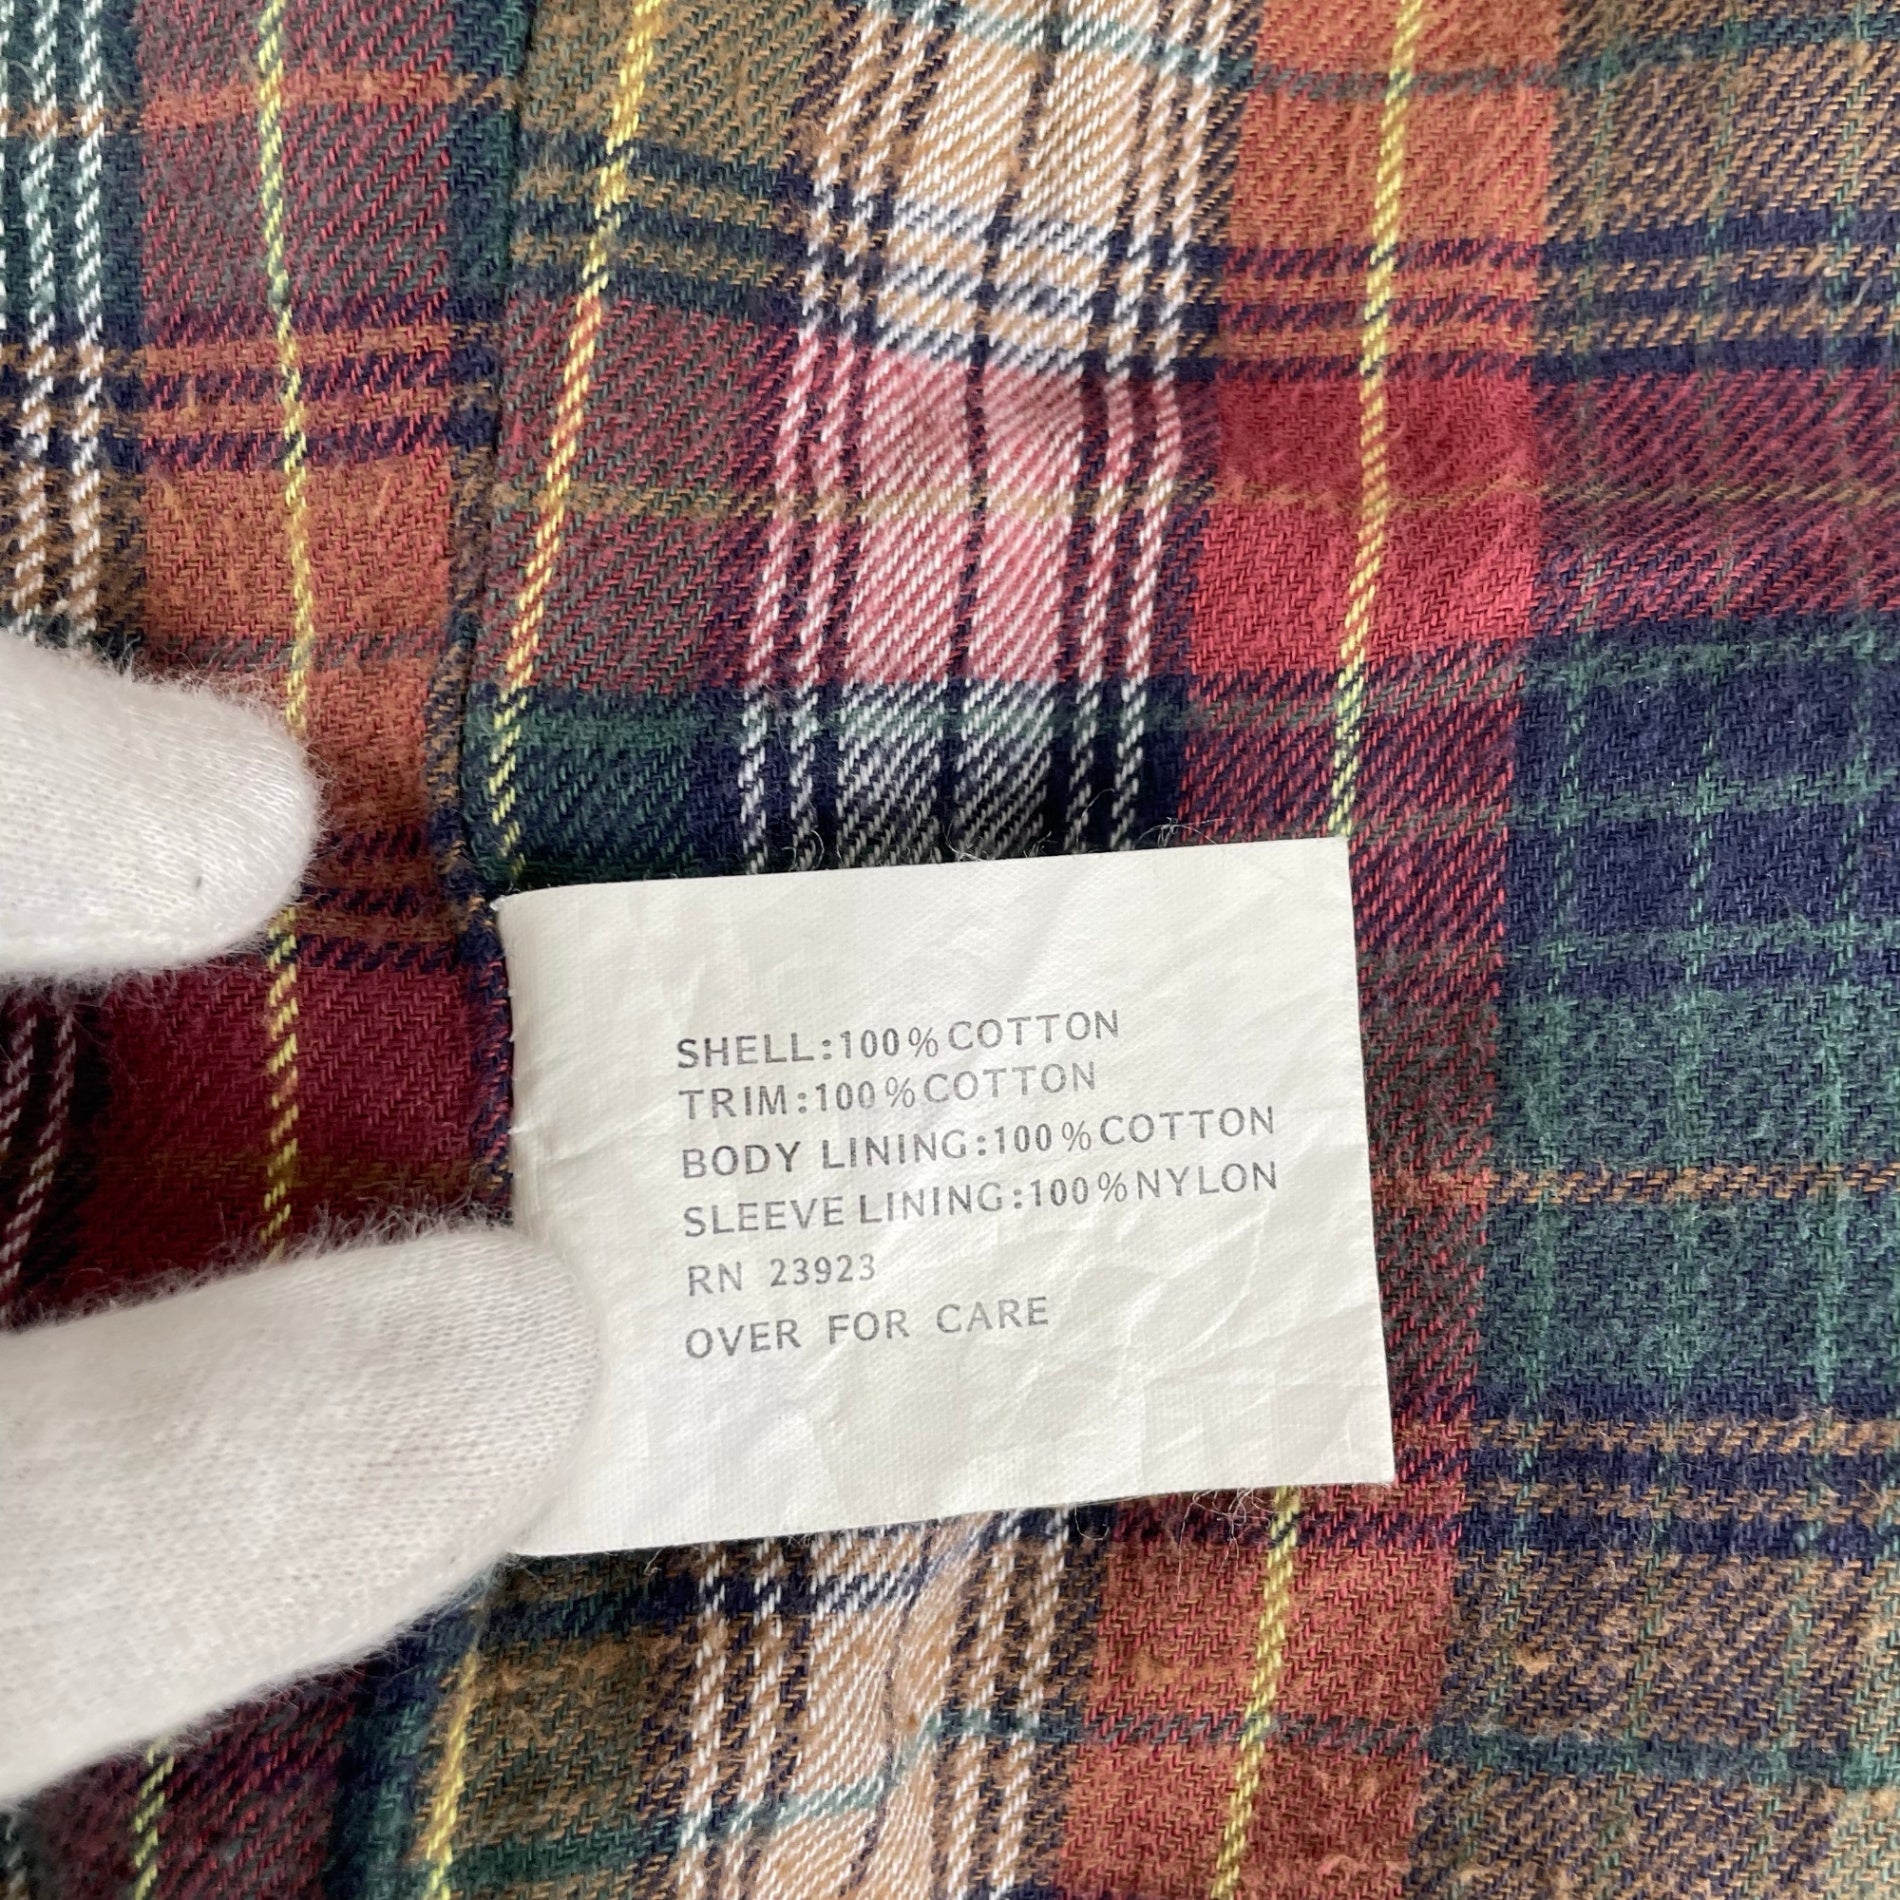 SHELL:100%COTTON
TRIM:100%COTTON
BODY LINING:100%COTTON
SLEEVE LINING:100%NYLON
RN 23923
OVER FOR CARE